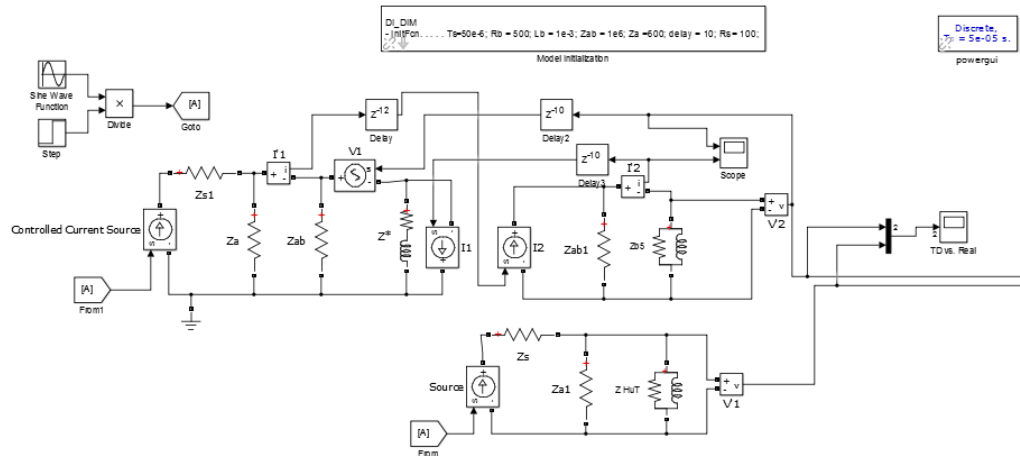 DI_DIM
- InitFcn..... Ts=50e-6; Rb = 500; Lb = 1e-3; Zab = 1e6; Za =600; delay = 10; Rs = 100;
Model Initialization
Discrete,
Ts = 5e-05 s.
powergui
Sine Wave
Function
Step
×
Divide
[A]
Goto
Z-12
Delay
Z-10
Delay2
Z-10
Scope
I'1
V1
I'2
V'2
Zs1
Za
Zab
Z*
I1
I2
Zab1
Zb5
Controlled Current Source
[A]
From1
2
TD vs. Real
Zs
Source
Za1
Z HuT
V'1
[A]
From